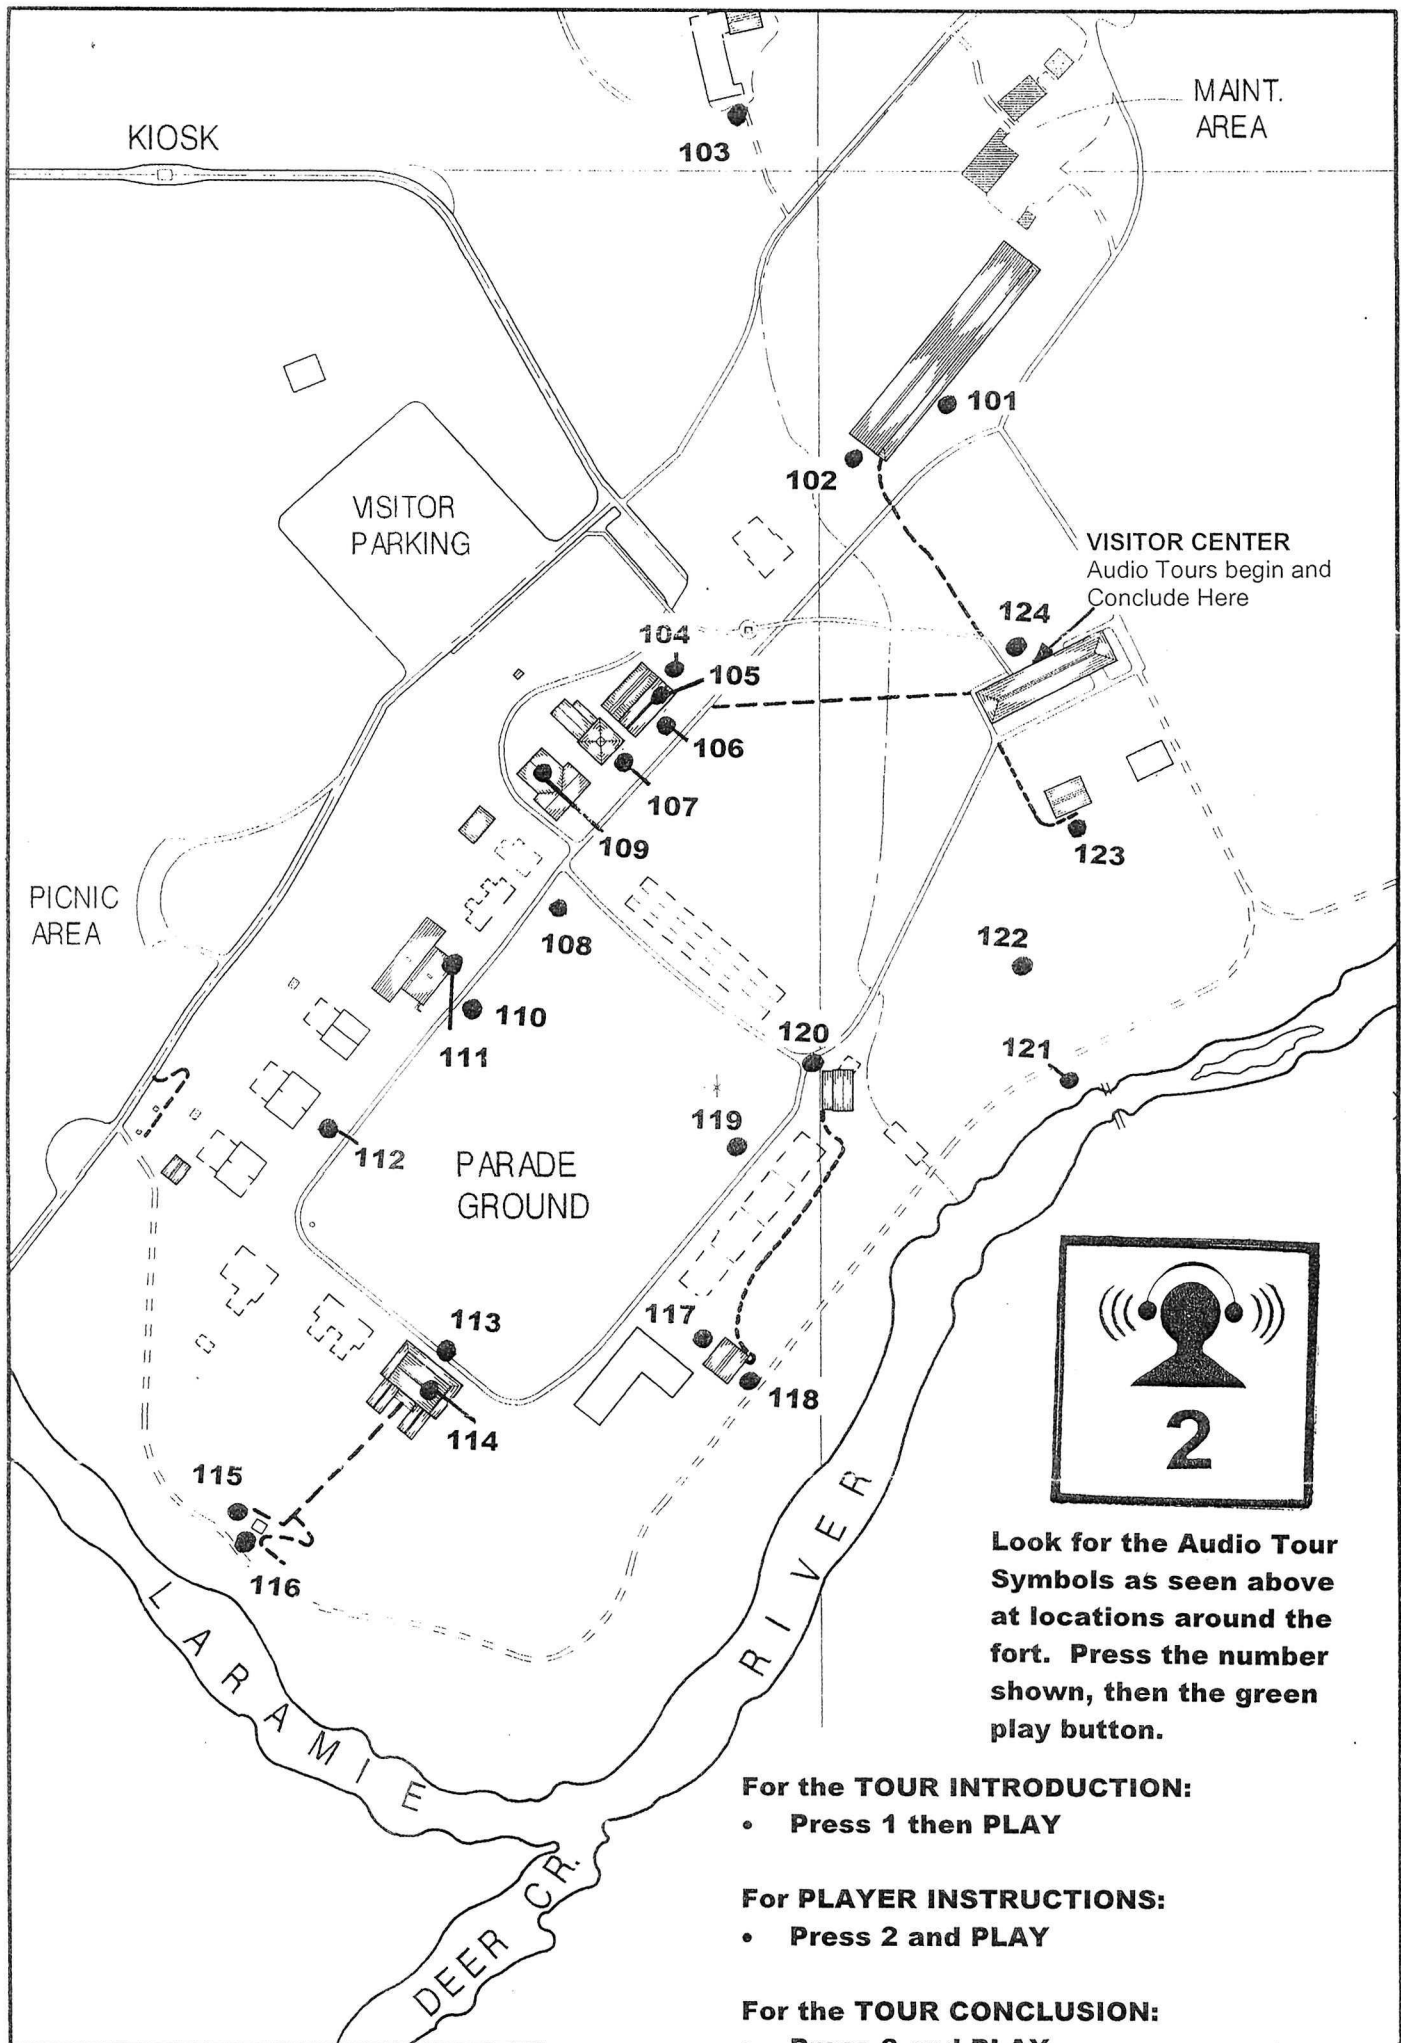 MAINT.
AREA
KIOSK
103
101
102
VISITOR
PARKING
VISITOR CENTER
Audio Tours begin and
Conclude Here
124
104
105
106
107
109
123
PICNIC
AREA
108
122
110
120
111
121
119
112
PARADE
GROUND
113
117
118
114
2
115
116
LARAMIE
RIVER
DEER CR.
Look for the Audio Tour
Symbols as seen above
at locations around the
fort. Press the number
shown, then the green
play button.
For the TOUR INTRODUCTION:
• Press 1 then PLAY
For PLAYER INSTRUCTIONS:
• Press 2 and PLAY
For the TOUR CONCLUSION: